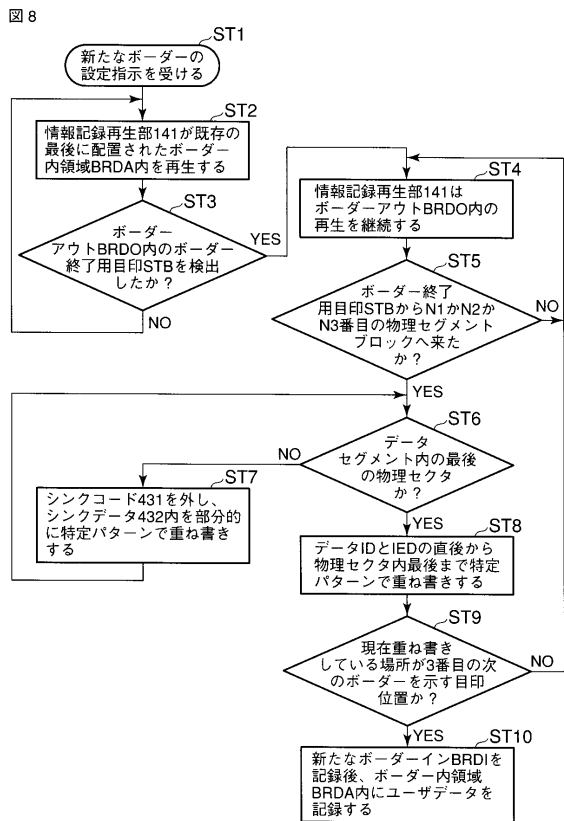 図8
ST1
新たなボーダーの
設定指示を受ける
ST2
情報記録再生部141が既存の
最後に配置されたボーダー
内領域BRDA内を再生する
ST3
ボーダー
アウトBRDO内のボーダー
終了用目印STBを検出
したか？
YES
NO
ST4
情報記録再生部141は
ボーダーアウトBRDO内の
再生を継続する
ST5
ボーダー終了
用目印STBからN1かN2か
N3番目の物理セグメント
ブロックへ来た
か？
NO
YES
ST6
データ
セグメント内の最後
の物理セクタ
か？
NO
YES
ST7
シンクコード431を外し、
シンクデータ432内を部分的
に特定パターンで重ね書き
する
ST8
データIDとIEDの直後から
物理セクタ内最後まで特定
パターンで重ね書きする
ST9
現在重ね書き
している場所が3番目の次
のボーダーを示す目印
位置か？
NO
YES
ST10
新たなボーダーインBRDIを
記録後、ボーダー内領域
BRDA内にユーザデータを
記録する